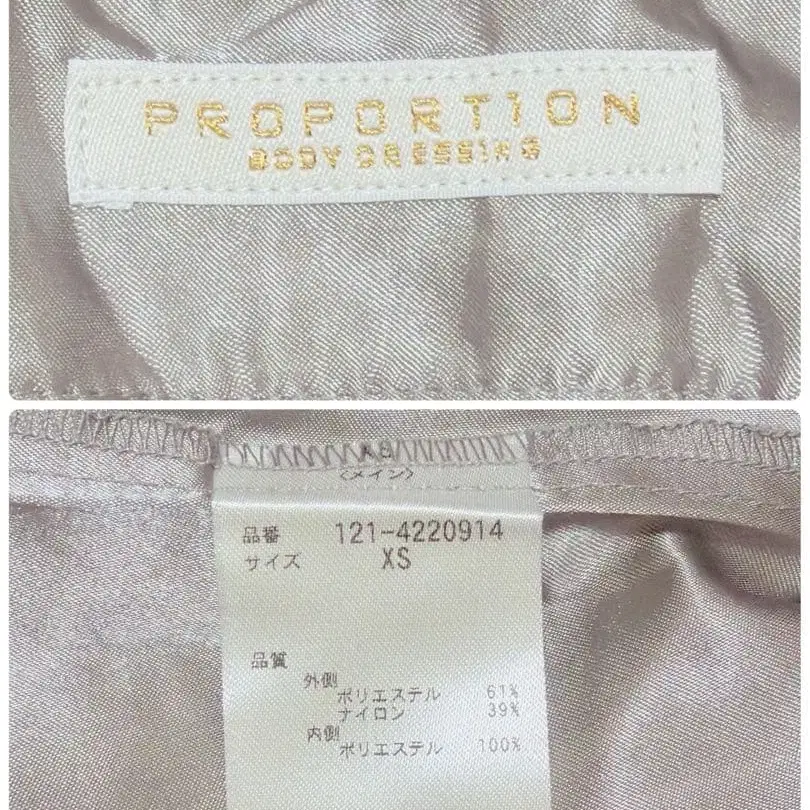 PROPORTION
BODY DRESSING
XS
〈メイン〉
品番 121-4220914
サイズ XS
品質
外側
ポリエステル 61%
ナイロン 39%
内側
ポリエステル 100%